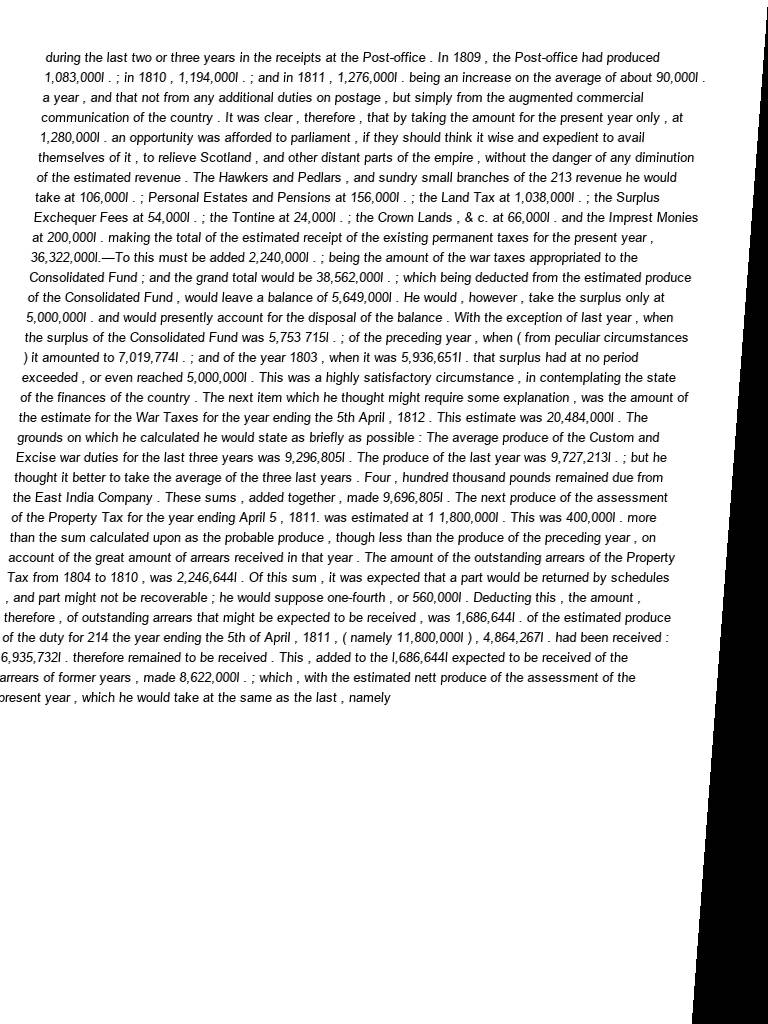 during the last two or three years in the receipts at the Post-office . In 1809 , the Post-office had produced
1,083,000l . ; in 1810 , 1,194,000l . ; and in 1811 , 1,276,000l . being an increase on the average of about 90,000l .
a year , and that not from any additional duties on postage , but simply from the augmented commercial
communication of the country . It was clear , therefore , that by taking the amount for the present year only , at
1,280,000l . an opportunity was afforded to parliament , if they should think it wise and expedient to avail
themselves of it , to relieve Scotland , and other distant parts of the empire , without the danger of any diminution
of the estimated revenue . The Hawkers and Pedlars , and sundry small branches of the 213 revenue he would
take at 106,000l . ; Personal Estates and Pensions at 156,000l . ; the Land Tax at 1,038,000l . ; the Surplus
Exchequer Fees at 54,000l . ; the Tontine at 24,000l . ; the Crown Lands , & c. at 66,000l . and the Imprest Monies
at 200,000l . making the total of the estimated receipt of the existing permanent taxes for the present year ,
36,322,000l.—To this must be added 2,240,000l . ; being the amount of the war taxes appropriated to the
Consolidated Fund ; and the grand total would be 38,562,000l . ; which being deducted from the estimated produce
of the Consolidated Fund , would leave a balance of 5,649,000l . He would , however , take the surplus only at
5,000,000l . and would presently account for the disposal of the balance . With the exception of last year , when
the surplus of the Consolidated Fund was 5,753 715l . ; of the preceding year , when ( from peculiar circumstances
) it amounted to 7,019,774l . ; and of the year 1803 , when it was 5,936,651l . that surplus had at no period
exceeded , or even reached 5,000,000l . This was a highly satisfactory circumstance , in contemplating the state
of the finances of the country . The next item which he thought might require some explanation , was the amount of
the estimate for the War Taxes for the year ending the 5th April , 1812 . This estimate was 20,484,000l . The
grounds on which he calculated he would state as briefly as possible : The average produce of the Custom and
Excise war duties for the last three years was 9,296,805l . The produce of the last year was 9,727,213l . ; but he
thought it better to take the average of the three last years . Four , hundred thousand pounds remained due from
the East India Company . These sums , added together , made 9,696,805l . The next produce of the assessment
of the Property Tax for the year ending April 5 , 1811. was estimated at 1 1,800,000l . This was 400,000l . more
than the sum calculated upon as the probable produce , though less than the produce of the preceding year , on
account of the great amount of arrears received in that year . The amount of the outstanding arrears of the Property
Tax from 1804 to 1810 , was 2,246,644l . Of this sum , it was expected that a part would be returned by schedules
, and part might not be recoverable ; he would suppose one-fourth , or 560,000l . Deducting this , the amount ,
therefore , of outstanding arrears that might be expected to be received , was 1,686,644l . of the estimated produce
of the duty for 214 the year ending the 5th of April , 1811 , ( namely 11,800,000l ) , 4,864,267l . had been received :
6,935,732l . therefore remained to be received . This , added to the l,686,644l expected to be received of the
arrears of former years , made 8,622,000l . ; which , with the estimated nett produce of the assessment of the
present year , which he would take at the same as the last , namely